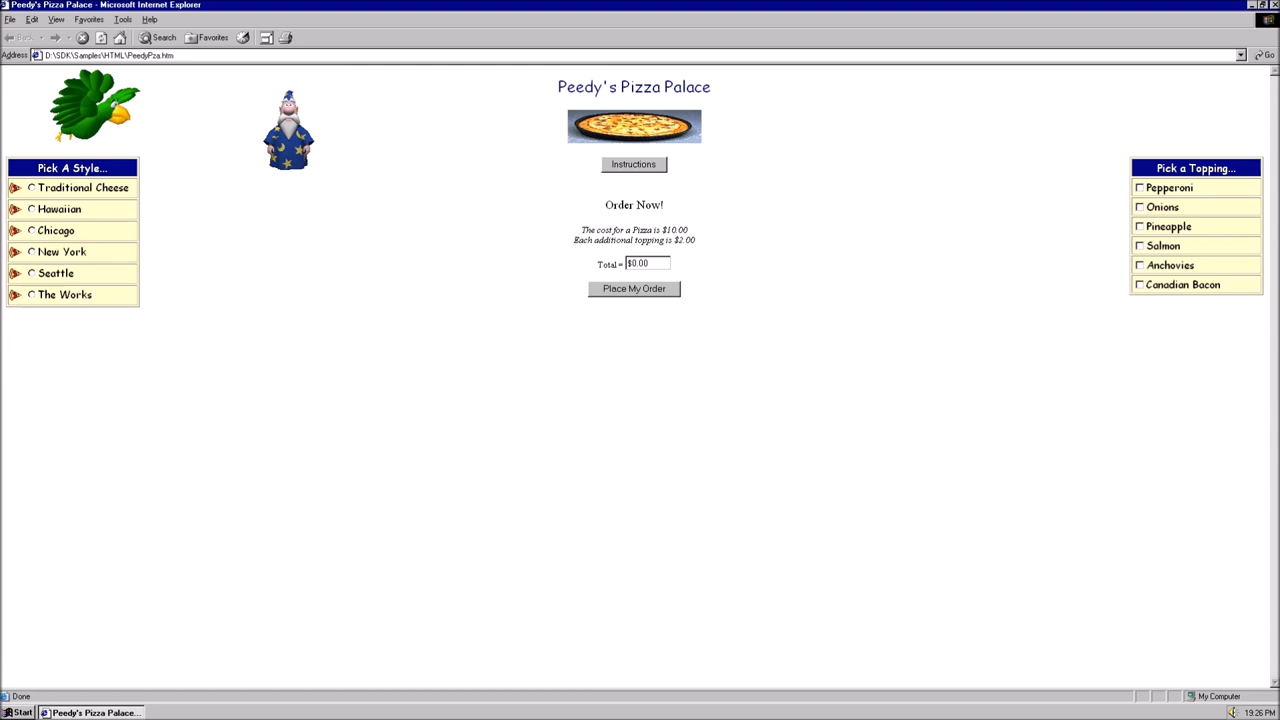 Peedy's Pizza Palace - Microsoft Internet Explorer
File Edit View Favorites Tools Help
Back Search Favorites
Address D:\SDK\Samples\HTML\PeedyPza.htm Go
Peedy's Pizza Palace
Instructions
Order Now!
The cost for a Pizza is $10.00
Each additional topping is $2.00
Total = $0.00
Place My Order
Pick A Style...
Traditional Cheese
Hawaiian
Chicago
New York
Seattle
The Works
Pick a Topping...
Pepperoni
Onions
Pineapple
Salmon
Anchovies
Canadian Bacon
Done My Computer
Start Peedy's Pizza Palace... 19:26 PM